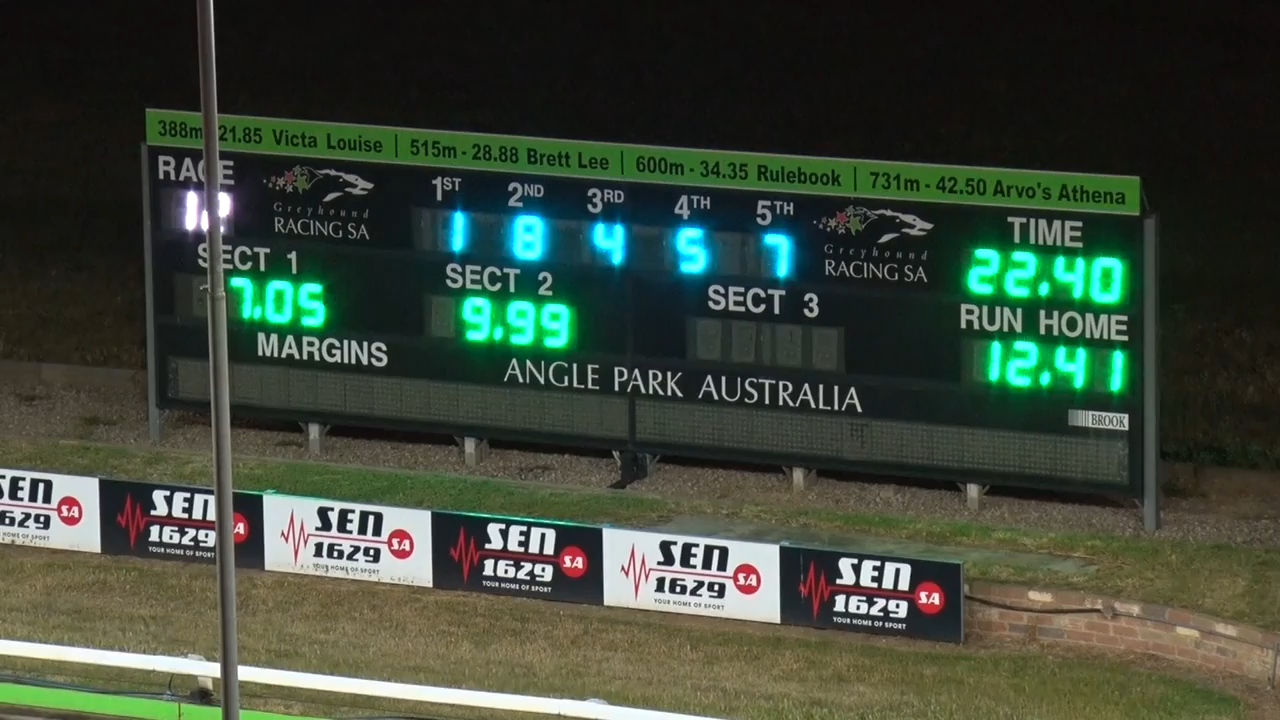 388m 21.85 Victa Louise | 515m - 28.88 Brett Lee | 600m - 34.35 Rulebook | 731m - 42.50 Arvo's Athena
RACE
Greyhound
RACING SA
1ST 2ND 3RD 4TH 5TH
1 8 4 5 7
Greyhound
RACING SA
TIME
22.40
SECT 1
7.05
SECT 2
9.99
SECT 3
RUN HOME
12.41
MARGINS
ANGLE PARK AUSTRALIA
BROOK
SEN SA
1629
HOME OF SPORT
SEN
1629
YOUR HOME OF SPORT
SEN SA
1629
YOUR HOME OF SPORT
SEN SA
1629
YOUR HOME OF SPORT
SEN SA
1629
YOUR HOME OF SPORT
SEN SA
1629
YOUR HOME OF SPORT